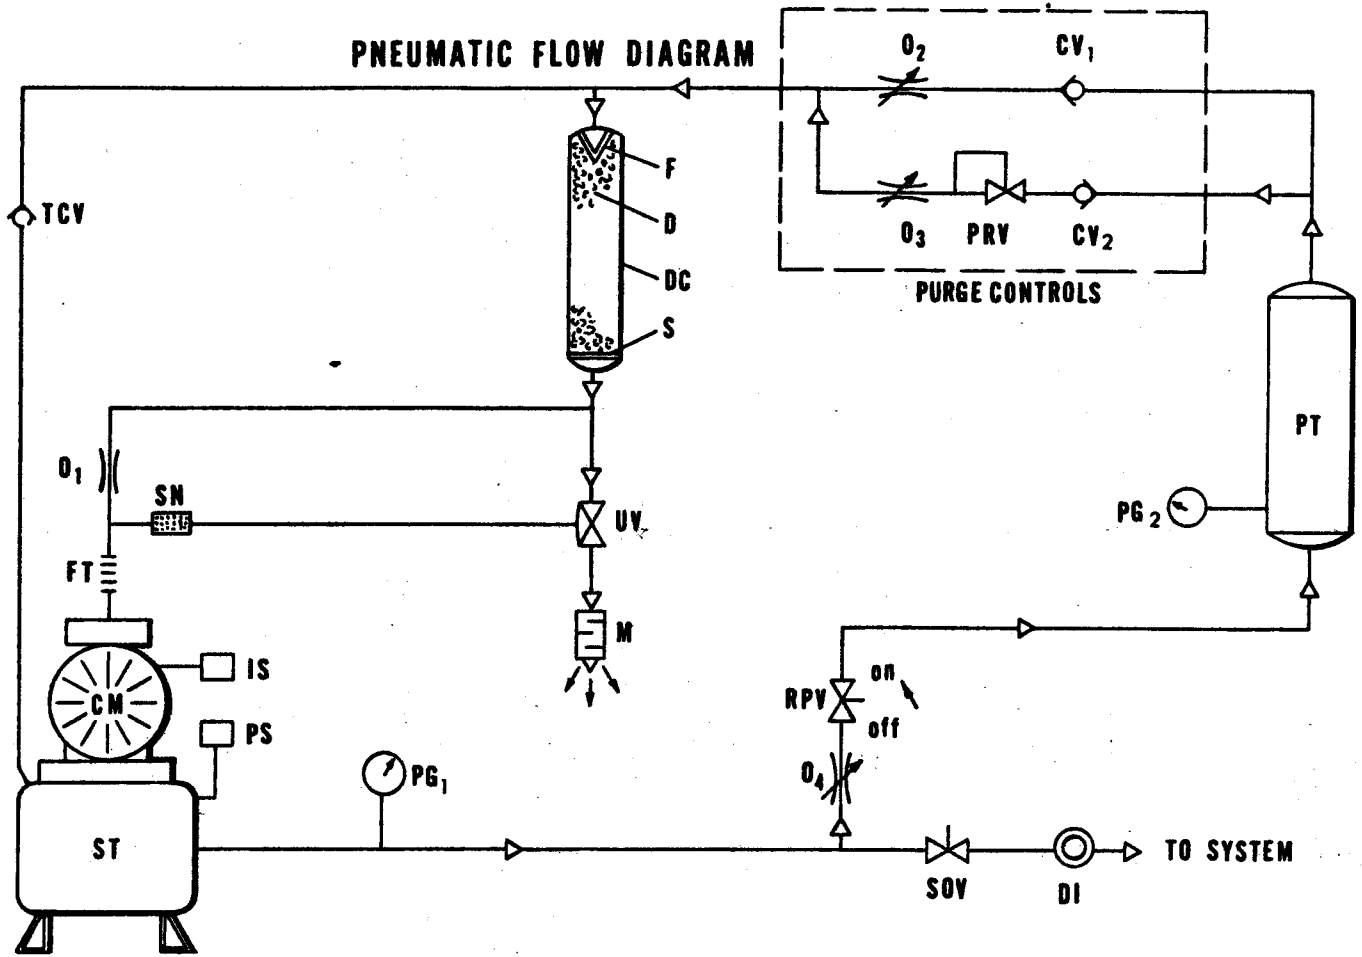 PNEUMATIC FLOW DIAGRAM
O2
CV1
TCV
F
D
DC
S
O3
PRV
CV2
PURGE CONTROLS
PT
O1
SN
UV
PG2
FT
M
IS
CM
PS
RPV
on
off
PG1
O4
ST
SOV
DI
TO SYSTEM